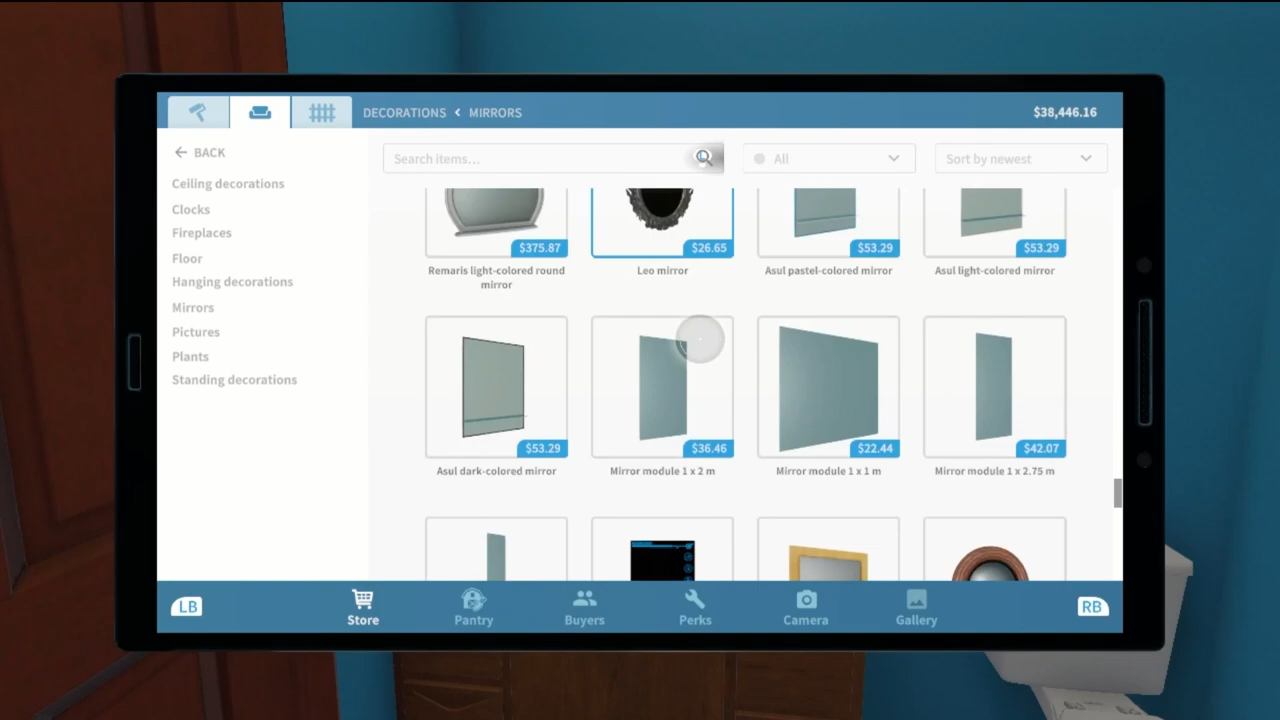 DECORATIONS < MIRRORS
$38,446.16
BACK
Search items...
All
Sort by newest
Ceiling decorations
Clocks
Fireplaces
Floor
Hanging decorations
Mirrors
Pictures
Plants
Standing decorations
$375.87
$26.65
$53.29
$53.29
Remaris light-colored round
mirror
Leo mirror
Asul pastel-colored mirror
Asul light-colored mirror
$53.29
$36.46
$22.44
$42.07
Asul dark-colored mirror
Mirror module 1 x 2 m
Mirror module 1 x 1 m
Mirror module 1 x 2.75 m
LB
Store
Pantry
Buyers
Perks
Camera
Gallery
RB